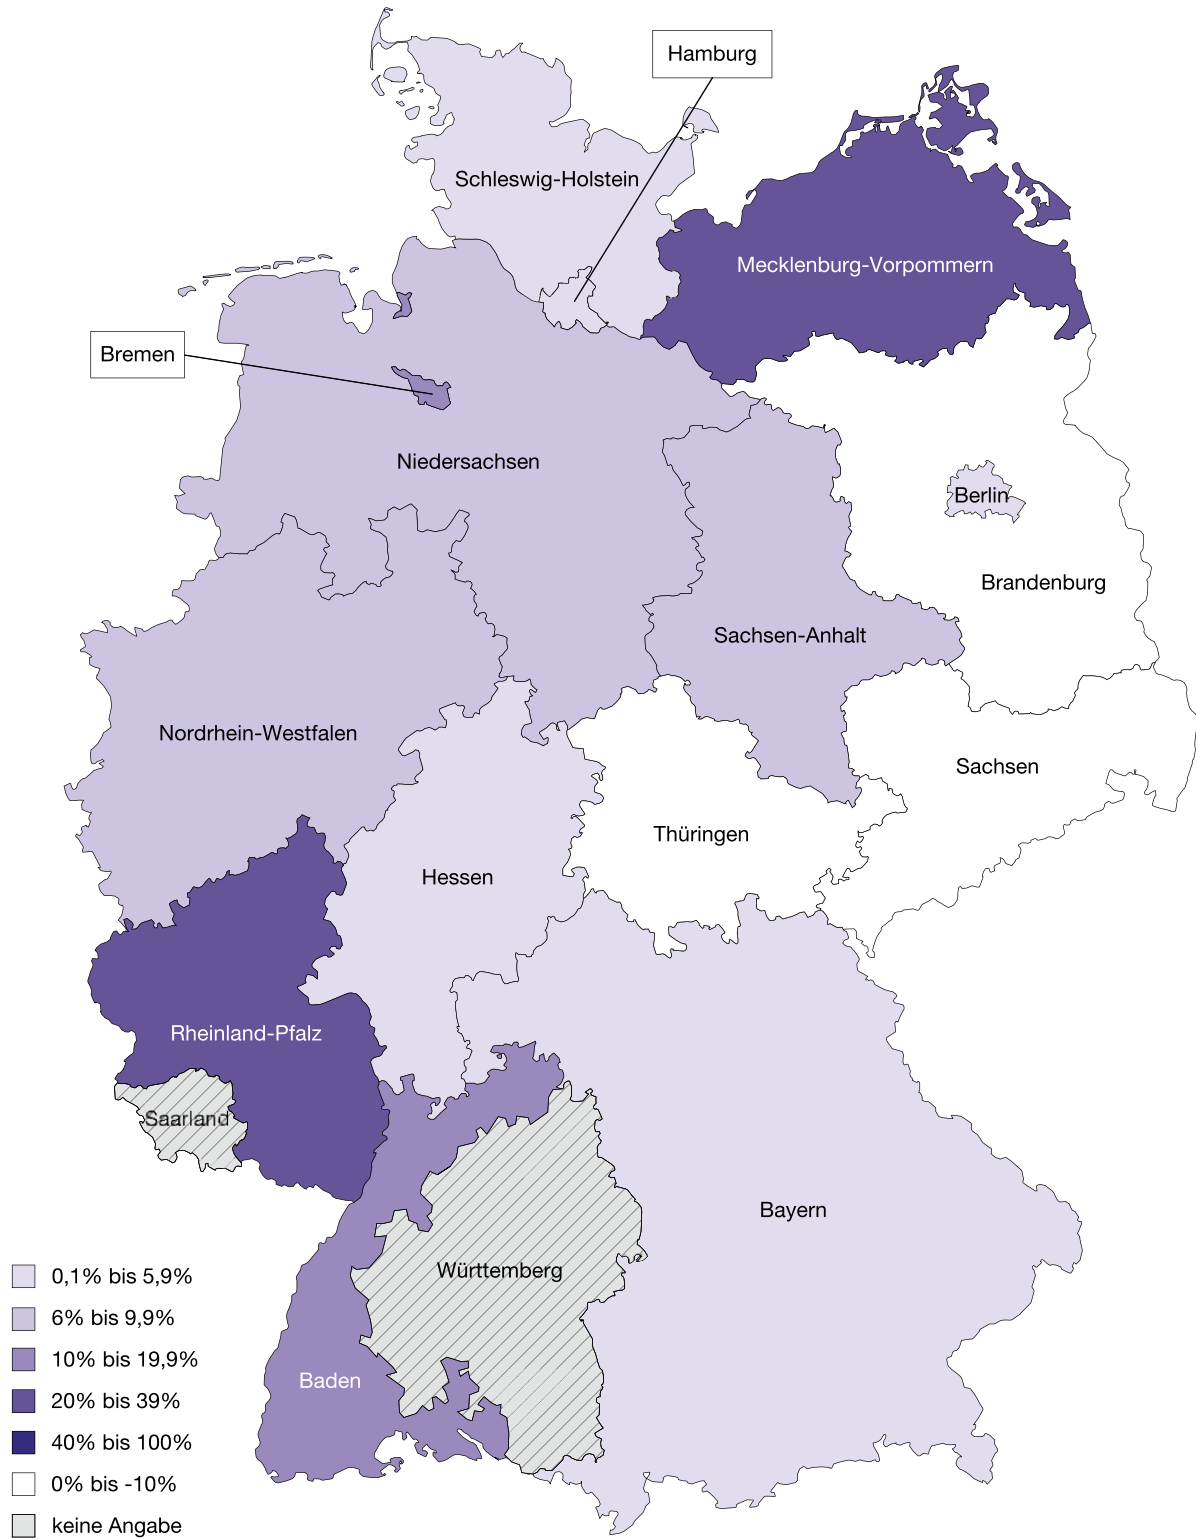 Hamburg
Schleswig-Holstein
Mecklenburg-Vorpommern
Bremen
Niedersachsen
Berlin
Brandenburg
Sachsen-Anhalt
Nordrhein-Westfalen
Sachsen
Thüringen
Hessen
Rheinland-Pfalz
Saarland
Bayern
Württemberg
Baden
0,1% bis 5,9%
6% bis 9,9%
10% bis 19,9%
20% bis 39%
40% bis 100%
0% bis -10%
keine Angabe